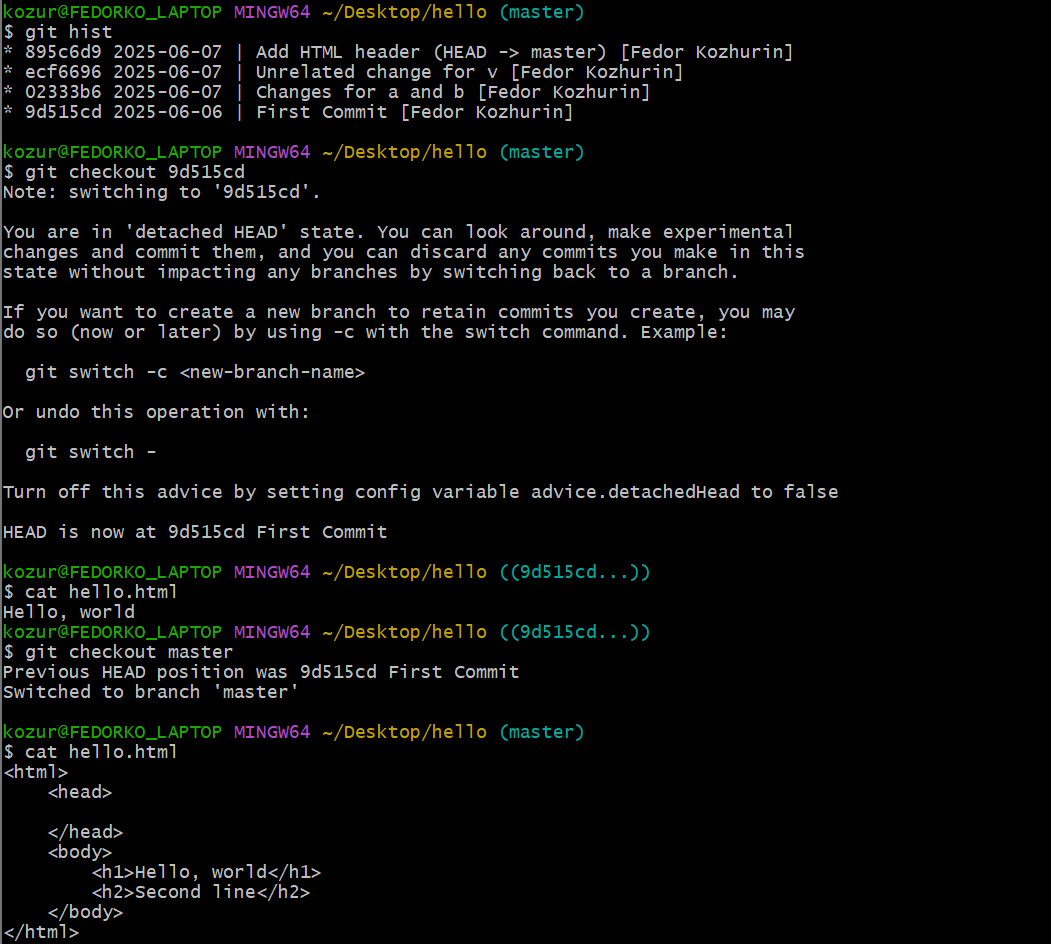 kozur@FEDORKO_LAPTOP MINGW64 ~/Desktop/hello (master)
$ git hist
* 895c6d9 2025-06-07 | Add HTML header (HEAD -> master) [Fedor Kozhurin]
* ecf6696 2025-06-07 | Unrelated change for v [Fedor Kozhurin]
* 02333b6 2025-06-07 | Changes for a and b [Fedor Kozhurin]
* 9d515cd 2025-06-06 | First Commit [Fedor Kozhurin]

kozur@FEDORKO_LAPTOP MINGW64 ~/Desktop/hello (master)
$ git checkout 9d515cd
Note: switching to '9d515cd'.

You are in 'detached HEAD' state. You can look around, make experimental
changes and commit them, and you can discard any commits you make in this
state without impacting any branches by switching back to a branch.

If you want to create a new branch to retain commits you create, you may
do so (now or later) by using -c with the switch command. Example:

  git switch -c <new-branch-name>

Or undo this operation with:

  git switch -

Turn off this advice by setting config variable advice.detachedHead to false

HEAD is now at 9d515cd First Commit

kozur@FEDORKO_LAPTOP MINGW64 ~/Desktop/hello ((9d515cd...))
$ cat hello.html
Hello, world
kozur@FEDORKO_LAPTOP MINGW64 ~/Desktop/hello ((9d515cd...))
$ git checkout master
Previous HEAD position was 9d515cd First Commit
Switched to branch 'master'

kozur@FEDORKO_LAPTOP MINGW64 ~/Desktop/hello (master)
$ cat hello.html
<html>
    <head>

    </head>
    <body>
        <h1>Hello, world</h1>
        <h2>Second line</h2>
    </body>
</html>